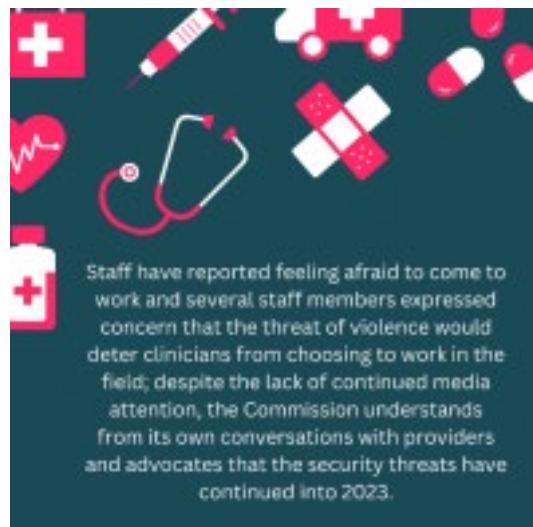 Staff have reported feeling afraid to come to
work and several staff members expressed
concern that the threat of violence would
deter clinicians from choosing to work in the
field; despite the lack of continued media
attention, the Commission understands
from its own conversations with providers
and advocates that the security threats have
continued into 2023.